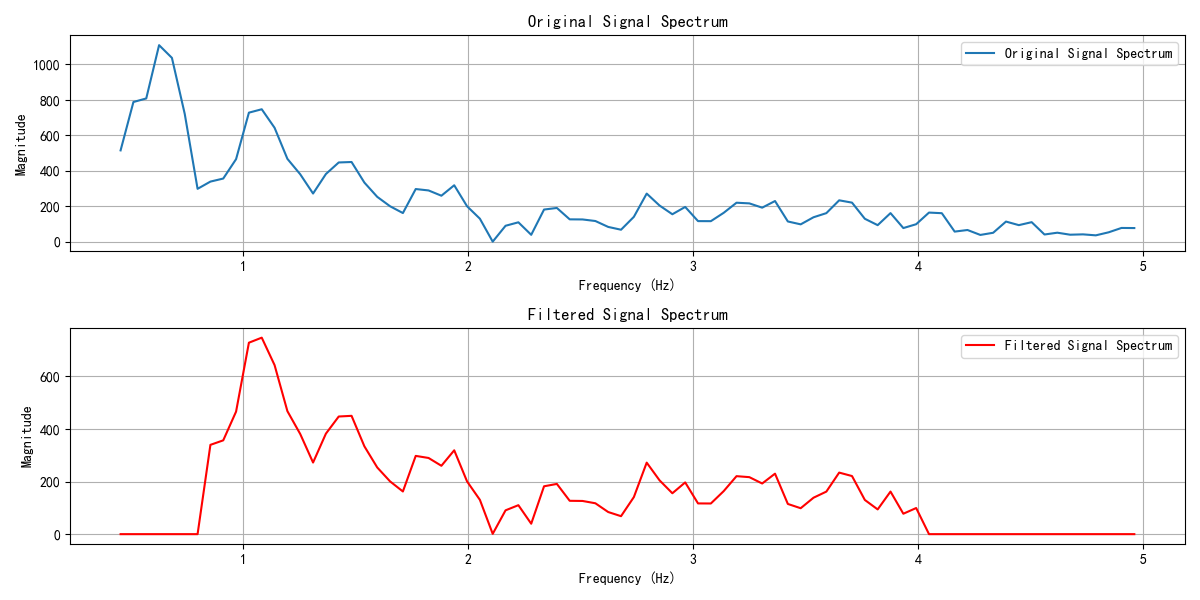 Original Signal Spectrum
Original Signal Spectrum
1000
800
600
400
200
0
Magnitude
1 2 3 4 5
Frequency (Hz)
Filtered Signal Spectrum
Filtered Signal Spectrum
600
400
200
0
Magnitude
1 2 3 4 5
Frequency (Hz)